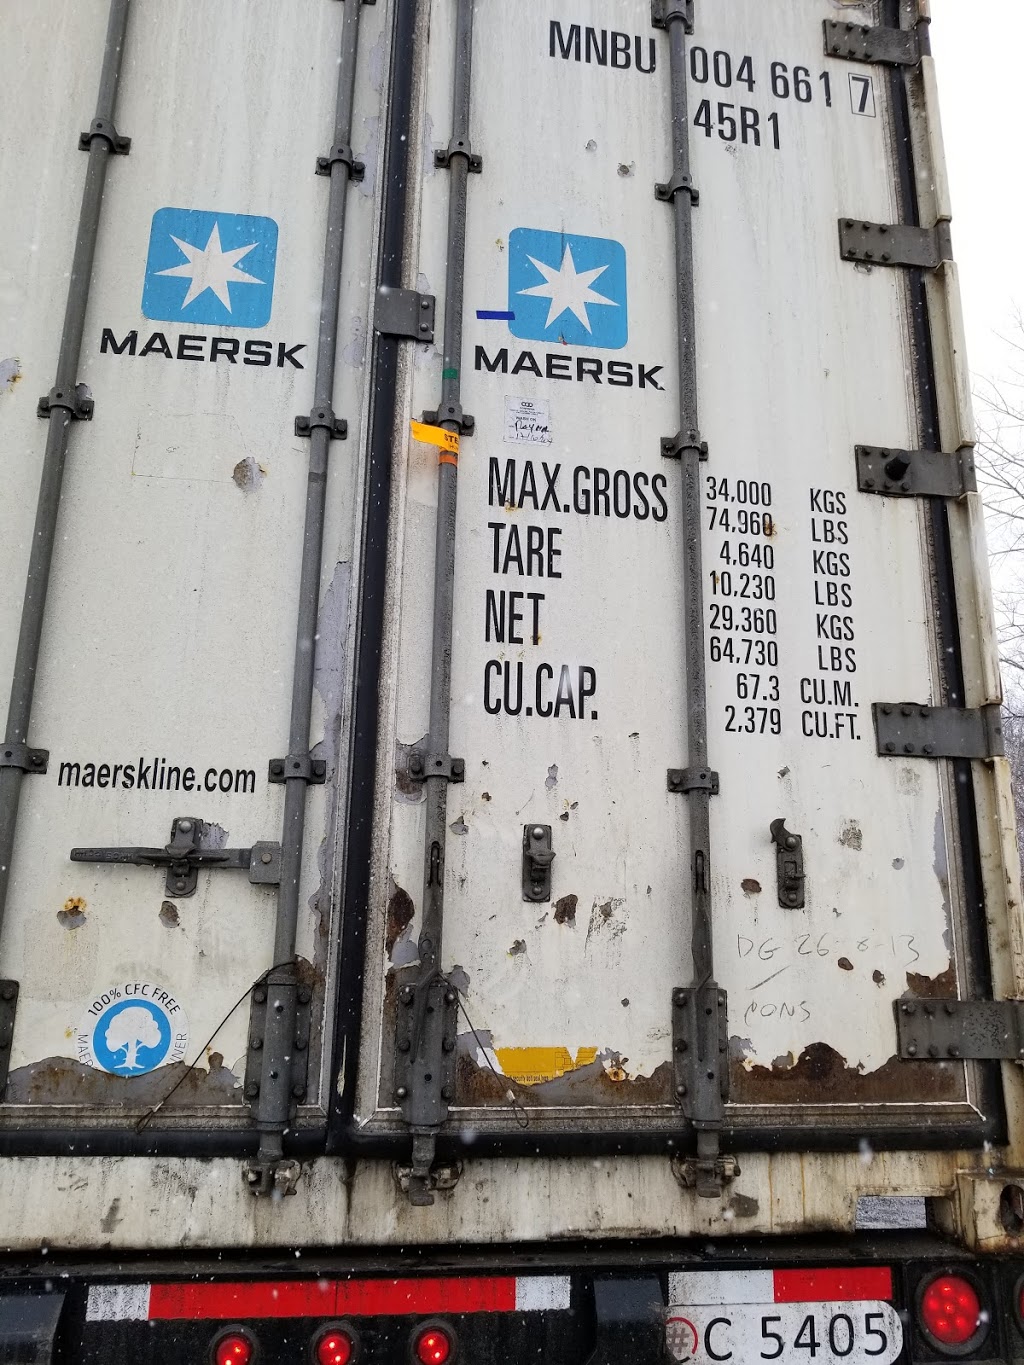 MNBU 004 661 7
45R1
MAERSK
MAERSK
MAX.GROSS 34,000 KGS
74,960 LBS
TARE 4,640 KGS
10,230 LBS
NET 29,360 KGS
64,730 LBS
CU.CAP. 67.3 CU.M.
2,379 CU.FT.
maerskline.com
DG 26-8-13
100% CFC FREE
C 5405